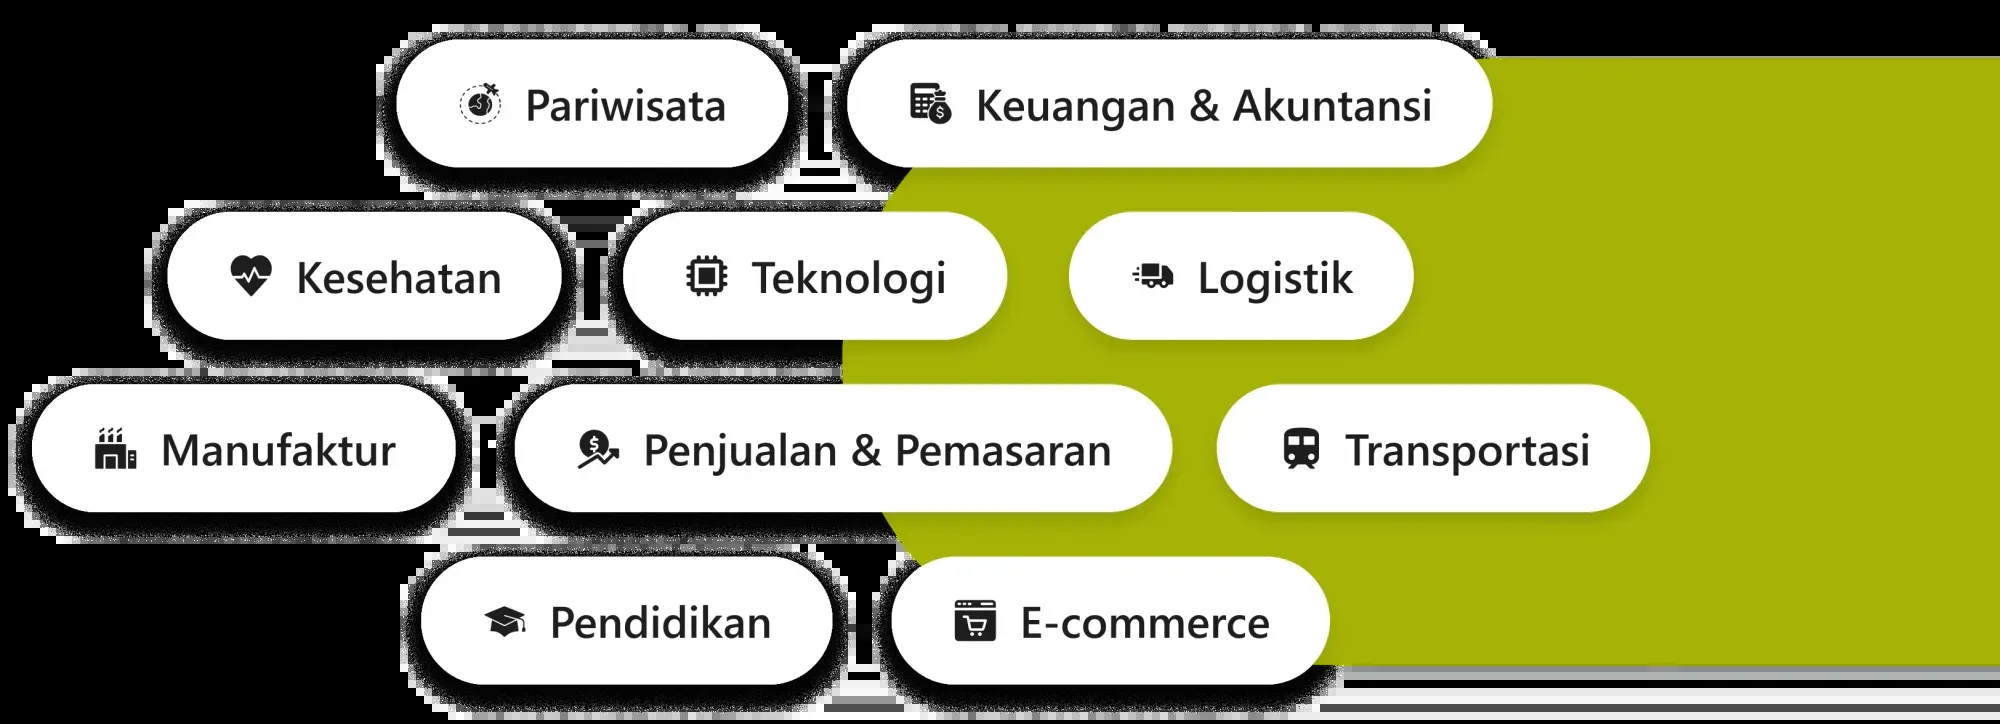 Pariwisata
Keuangan & Akuntansi
Kesehatan
Teknologi
Logistik
Manufaktur
Penjualan & Pemasaran
Transportasi
Pendidikan
E-commerce